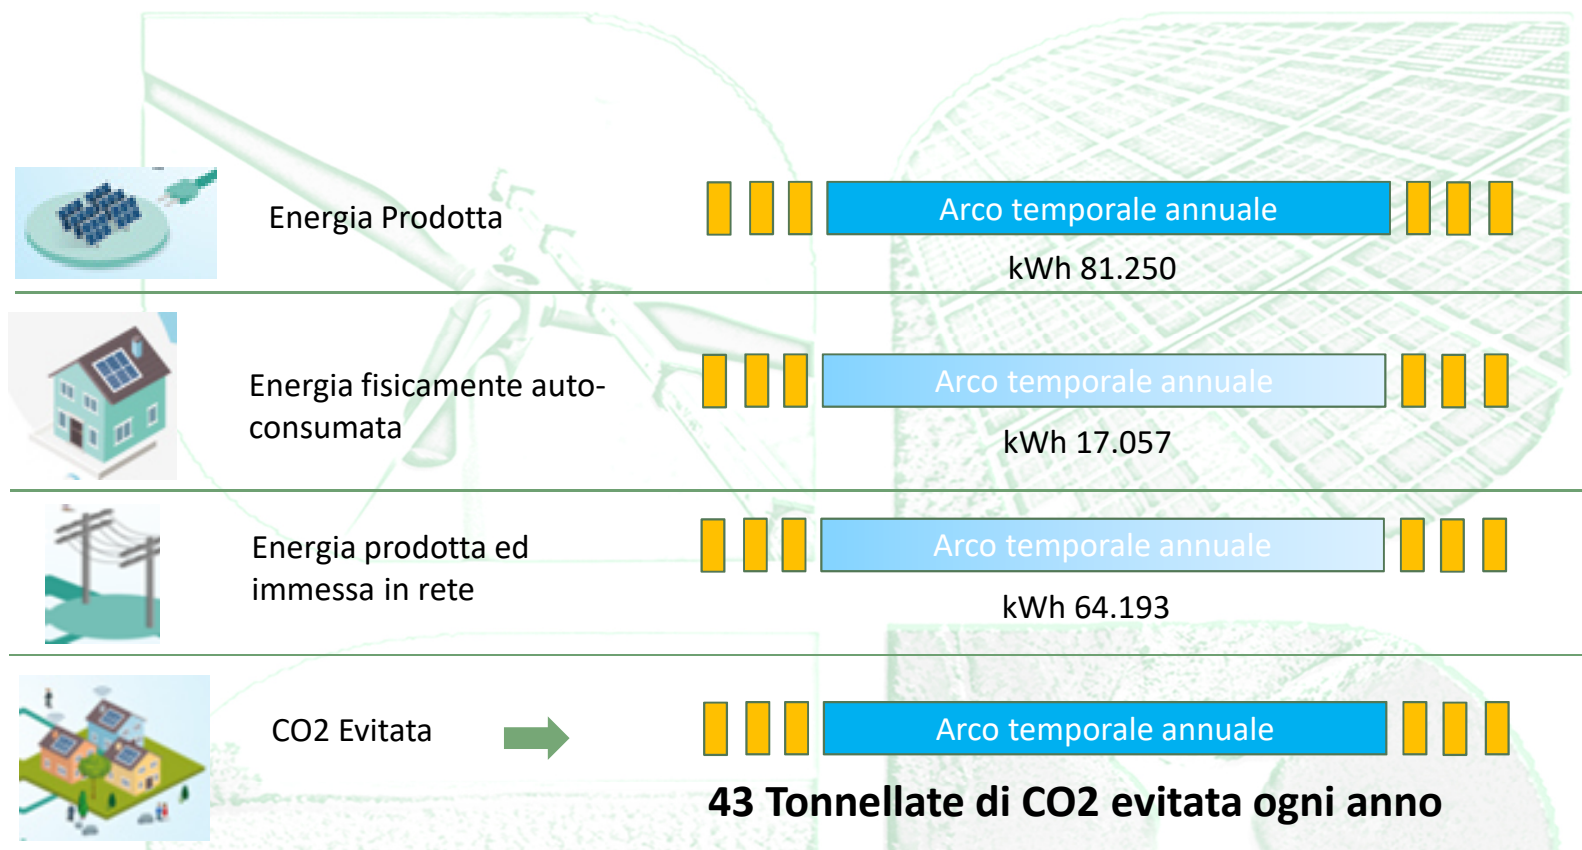 Energia Prodotta
Arco temporale annuale
kWh 81.250
Energia fisicamente auto-
consumata
Arco temporale annuale
kWh 17.057
Energia prodotta ed
immessa in rete
Arco temporale annuale
kWh 64.193
CO2 Evitata
Arco temporale annuale
43 Tonnellate di CO2 evitata ogni anno